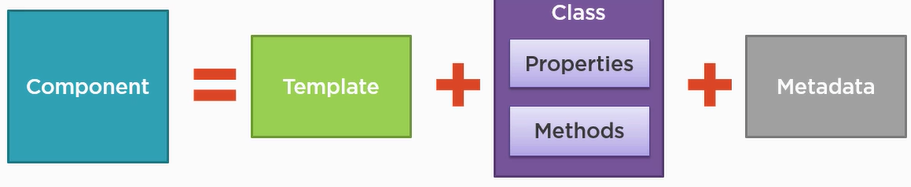 Component
=
Template
+
Class
Properties
Methods
+
Metadata